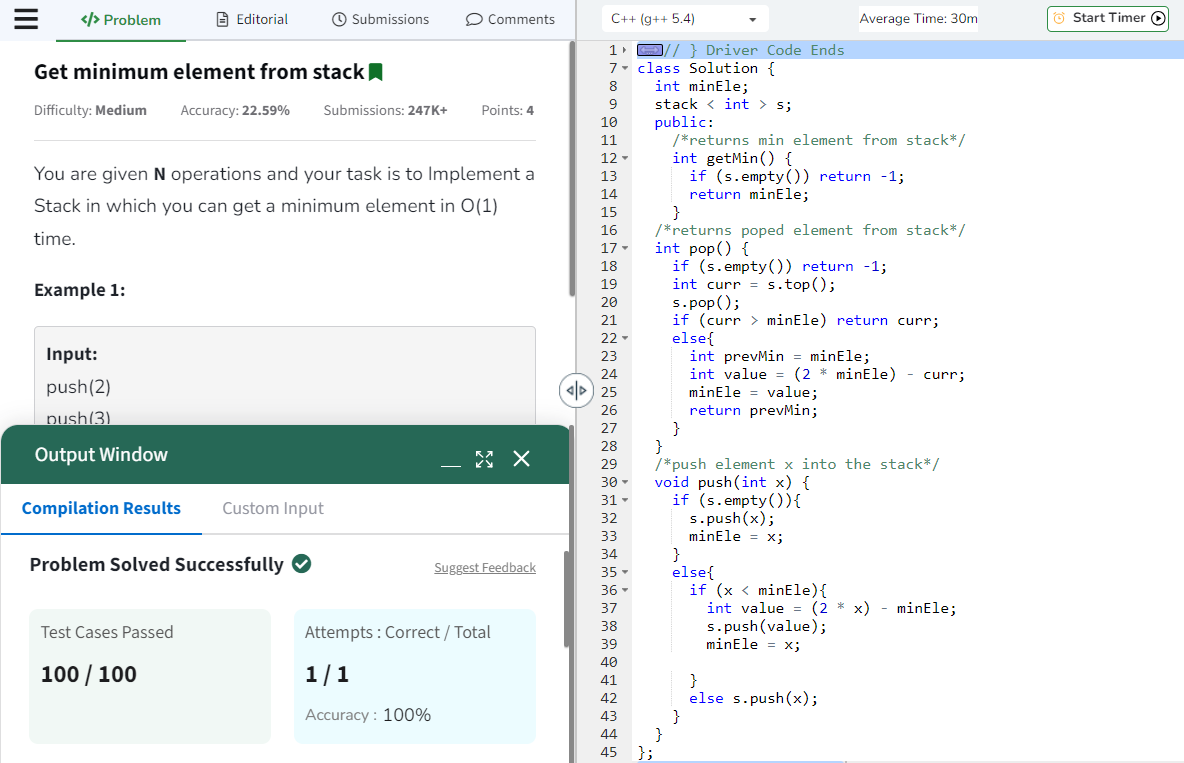 Problem
Editorial
Submissions
Comments
Get minimum element from stack
Difficulty: Medium Accuracy: 22.59% Submissions: 247K+ Points: 4
You are given N operations and your task is to Implement a
Stack in which you can get a minimum element in O(1)
time.
Example 1:
Input:
push(2)
push(3)
Output Window
Compilation Results
Custom Input
Problem Solved Successfully
Suggest Feedback
Test Cases Passed
100 / 100
Attempts : Correct / Total
1 / 1
Accuracy : 100%
C++ (g++ 5.4)
Average Time: 30m
Start Timer
1 // } Driver Code Ends
7 class Solution {
8 int minEle;
9 stack < int > s;
10 public:
11 /*returns min element from stack*/
12 int getMin() {
13 if (s.empty()) return -1;
14 return minEle;
15 }
16 /*returns poped element from stack*/
17 int pop() {
18 if (s.empty()) return -1;
19 int curr = s.top();
20 s.pop();
21 if (curr > minEle) return curr;
22 else{
23 int prevMin = minEle;
24 int value = (2 * minEle) - curr;
25 minEle = value;
26 return prevMin;
27 }
28 }
29 /*push element x into the stack*/
30 void push(int x) {
31 if (s.empty()){
32 s.push(x);
33 minEle = x;
34 }
35 else{
36 if (x < minEle){
37 int value = (2 * x) - minEle;
38 s.push(value);
39 minEle = x;
40
41 }
42 else s.push(x);
43 }
44 }
45 };